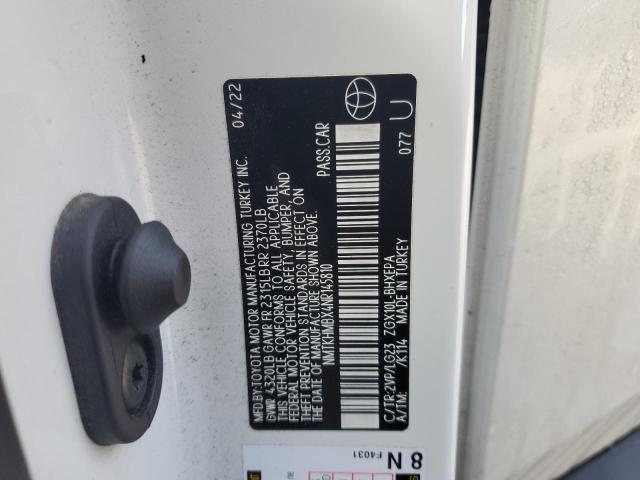 MFD.BY:TOYOTA MOTOR MANUFACTURING TURKEY INC. 04/22
GVWR 4320LB GAWR FR 2315LB RR 2370LB
THIS VEHICLE CONFORMS TO ALL APPLICABLE
FEDERAL MOTOR VEHICLE SAFETY, BUMPER, AND
THEFT PREVENTION STANDARDS IN EFFECT ON
THE DATE OF MANUFACTURE SHOWN ABOVE.
NMTKHMBX4NR145810 PASS.CAR
C/TR:2VP/LG23 ZGX10L-BHXEPA 077 U
A/TM: /K114 MADE IN TURKEY
8 N
F4031